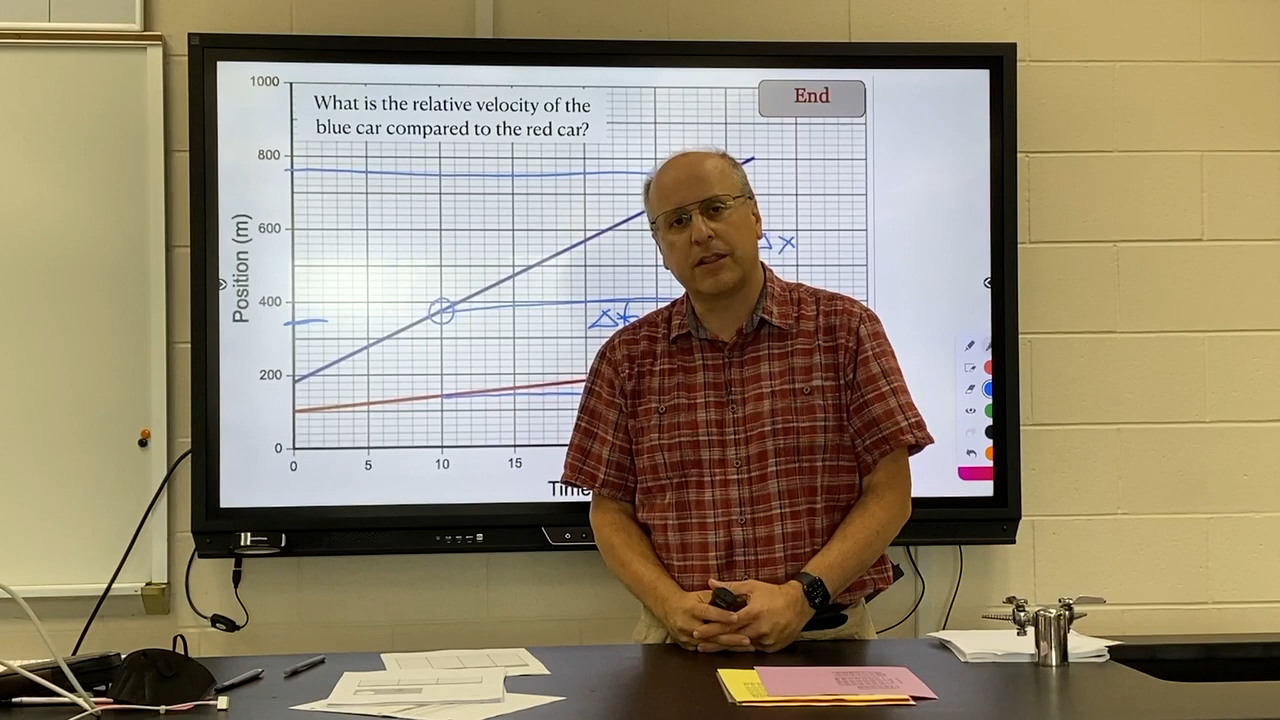 1000
What is the relative velocity of the
blue car compared to the red car?
End
800
600
400
200
0
Position (m)
Δx
Δt
0 5 10 15
Time